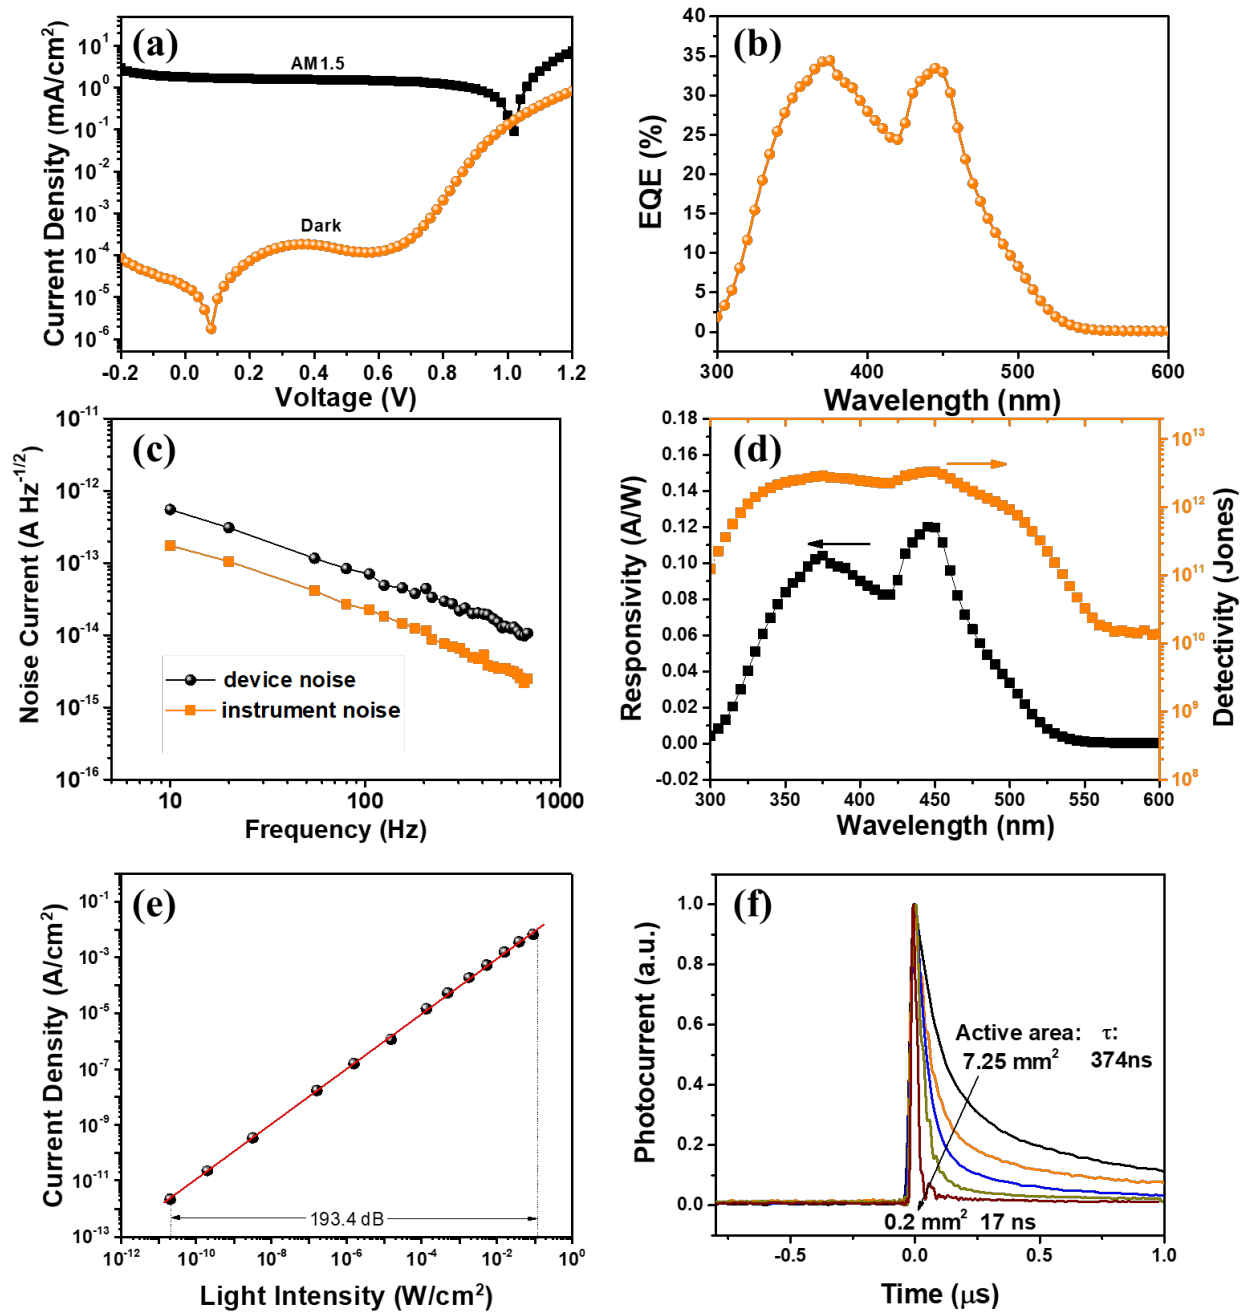 (a)
AM1.5
Dark
Current Density (mA/cm²)
10¹
10⁰
10⁻¹
10⁻²
10⁻³
10⁻⁴
10⁻⁵
10⁻⁶
-0.2 0.0 0.2 0.4 0.6 0.8 1.0 1.2
Voltage (V)
(b)
EQE (%)
40
35
30
25
20
15
10
5
0
300 400 500 600
Wavelength (nm)
(c)
Noise Current (A Hz⁻¹/²)
10⁻¹¹
10⁻¹²
10⁻¹³
10⁻¹⁴
10⁻¹⁵
10⁻¹⁶
device noise
instrument noise
10 100 1000
Frequency (Hz)
(d)
Responsivity (A/W)
0.18
0.16
0.14
0.12
0.10
0.08
0.06
0.04
0.02
0.00
-0.02
10¹³
10¹²
10¹¹
10¹⁰
10⁹
10⁸
Detectivity (Jones)
300 350 400 450 500 550 600
Wavelength (nm)
(e)
Current Density (A/cm²)
10⁻¹
10⁻³
10⁻⁵
10⁻⁷
10⁻⁹
10⁻¹¹
10⁻¹³
193.4 dB
10⁻¹² 10⁻¹⁰ 10⁻⁸ 10⁻⁶ 10⁻⁴ 10⁻² 10⁰
Light Intensity (W/cm²)
(f)
Photocurrent (a.u.)
1.0
0.8
0.6
0.4
0.2
0.0
Active area: τ:
7.25 mm² 374ns
0.2 mm² 17 ns
-0.5 0.0 0.5 1.0
Time (μs)